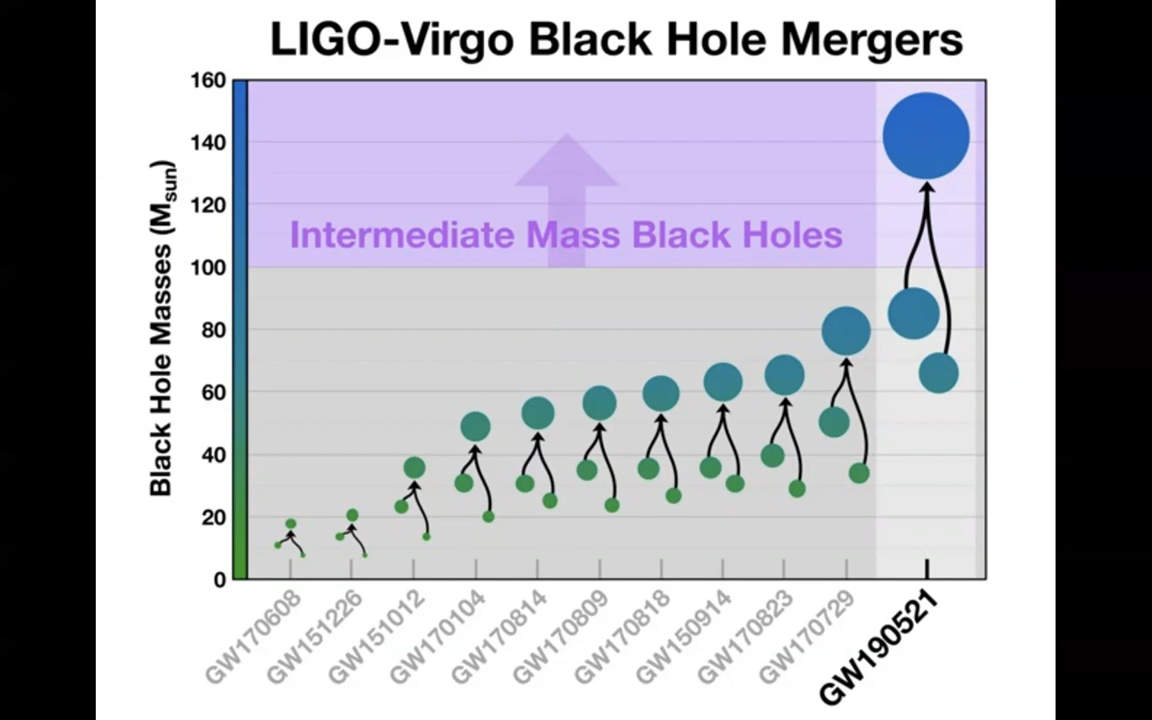 LIGO-Virgo Black Hole Mergers
160
140
120
100
80
60
40
20
0
Black Hole Masses (Msun)
Intermediate Mass Black Holes
GW170608
GW151226
GW151012
GW170104
GW170814
GW170809
GW170818
GW150914
GW170823
GW170729
GW190521